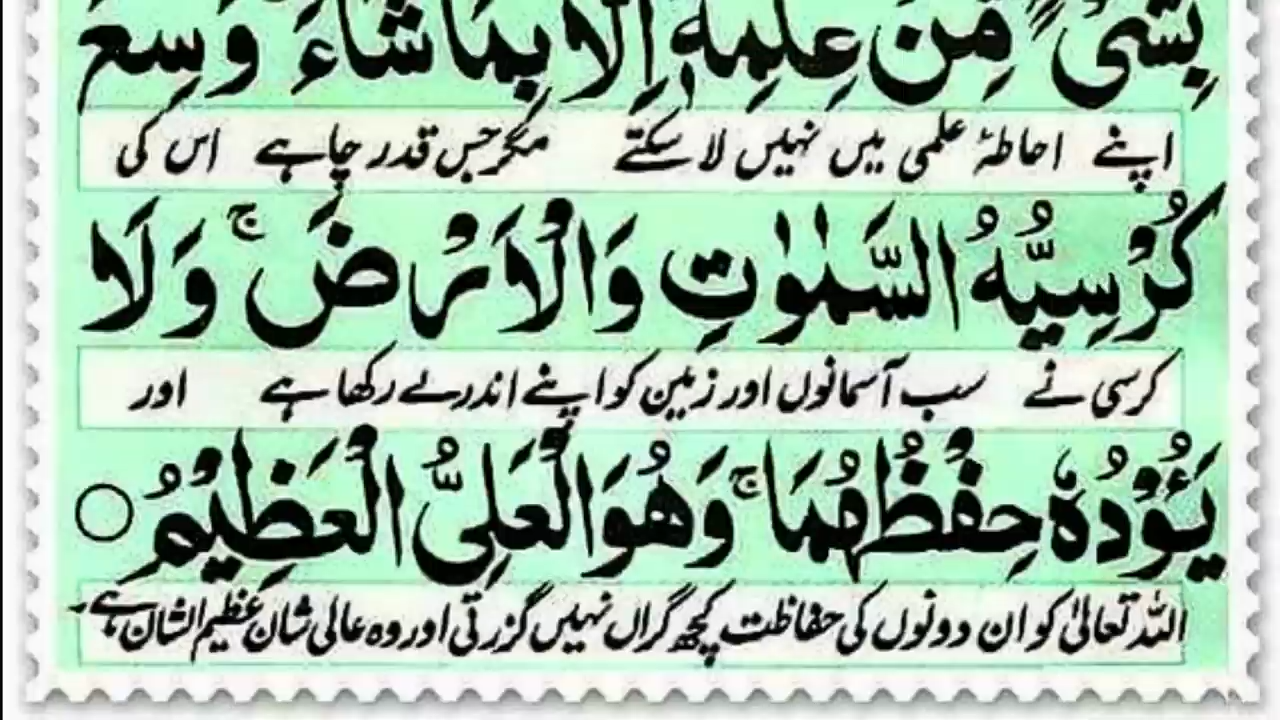 بِشَیْءٍ مِّنْ عِلْمِهٖۤ اِلَّا بِمَا شَآءَ ۚ وَسِعَ
اپنے احاطۂ علمی میں نہیں لا سکتے مگر جس قدر چاہے اس کی
كُرْسِیُّهُ السَّمٰوٰتِ وَالْاَرْضَ ۚ وَلَا
کرسی نے سب آسمانوں اور زمین کو اپنے اندر لے رکھا ہے اور
یَـُٔوْدُهٗ حِفْظُهُمَا ۚ وَهُوَ الْعَلِیُّ الْعَظِیْمُ ○
اللہ تعالیٰ کو ان دونوں کی حفاظت کچھ گراں نہیں گزرتی اور وہ عالی شان عظیم الشان ہے۔